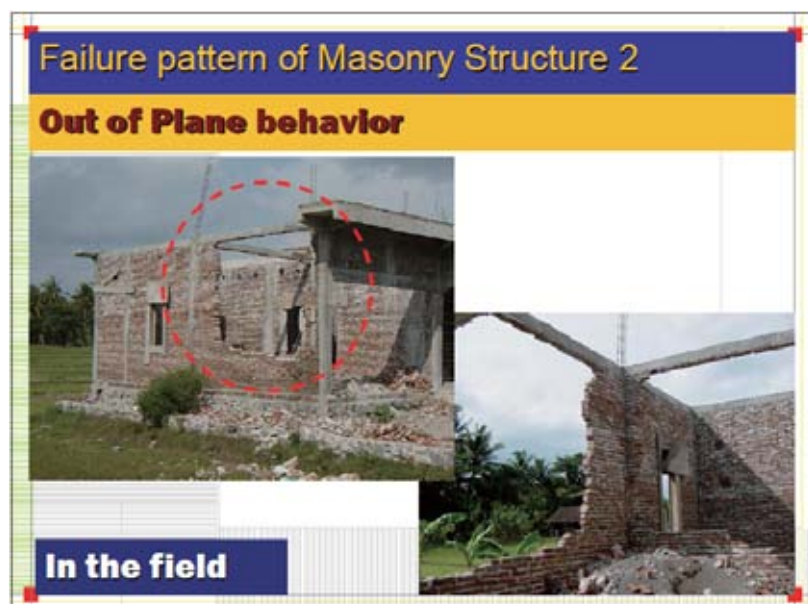 Failure pattern of Masonry Structure 2
Out of Plane behavior
In the field